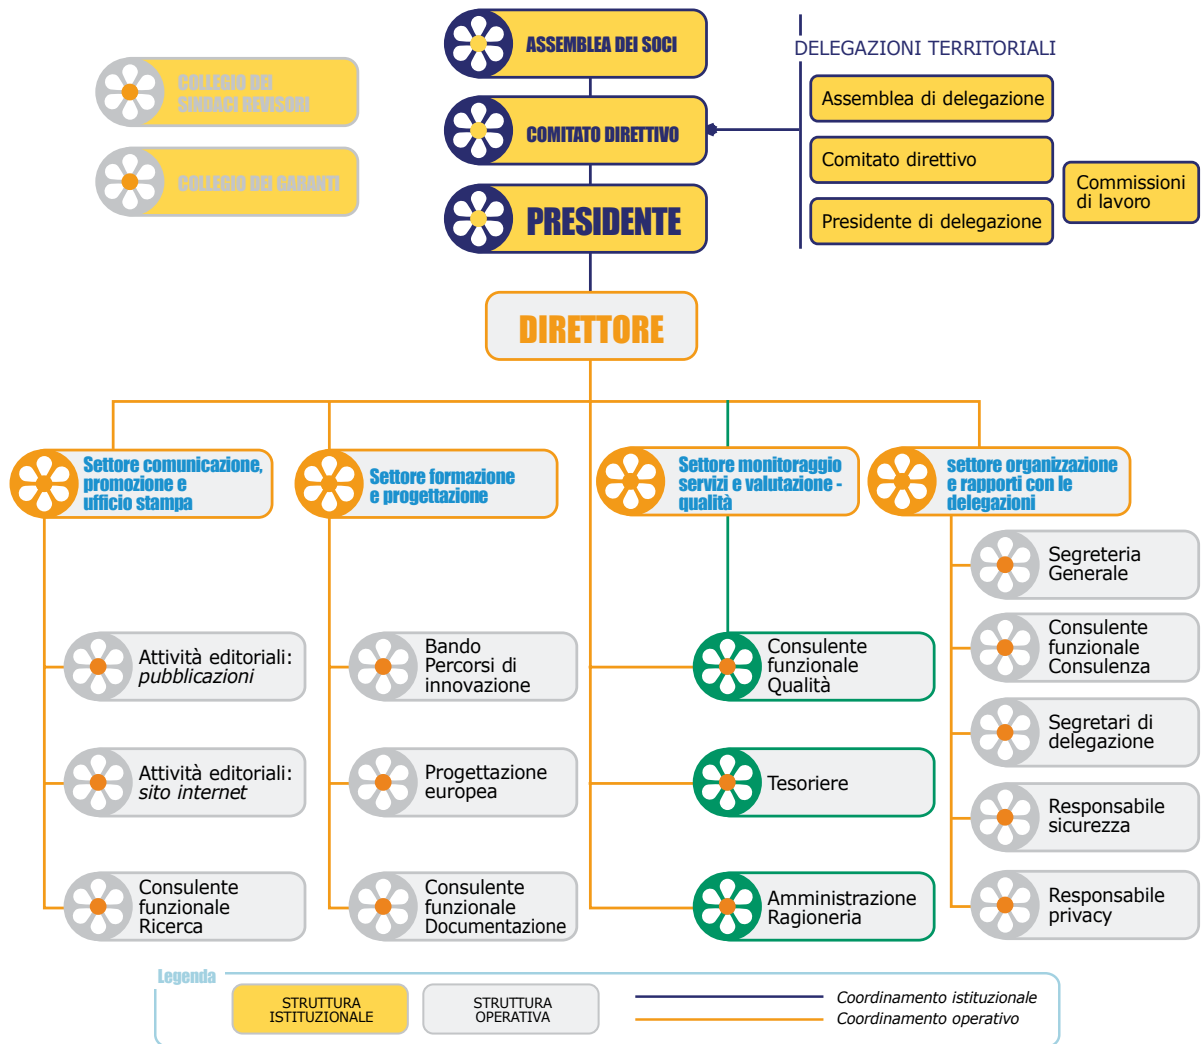 ASSEMBLEA DEI SOCI
COMITATO DIRETTIVO
PRESIDENTE
COLLEGIO DEI
SINDACI REVISORI
COLLEGIO DEI GARANTI
DELEGAZIONI TERRITORIALI
Assemblea di delegazione
Comitato direttivo
Presidente di delegazione
Commissioni
di lavoro
DIRETTORE
Settore comunicazione,
promozione e
ufficio stampa
Attività editoriali:
pubblicazioni
Attività editoriali:
sito internet
Consulente
funzionale
Ricerca
Settore formazione
e progettazione
Bando
Percorsi di
innovazione
Progettazione
europea
Consulente
funzionale
Documentazione
Settore monitoraggio
servizi e valutazione -
qualità
Consulente
funzionale
Qualità
Tesoriere
Amministrazione
Ragioneria
settore organizzazione
e rapporti con le
delegazioni
Segreteria
Generale
Consulente
funzionale
Consulenza
Segretari di
delegazione
Responsabile
sicurezza
Responsabile
privacy
Legenda
STRUTTURA
ISTITUZIONALE
STRUTTURA
OPERATIVA
Coordinamento istituzionale
Coordinamento operativo